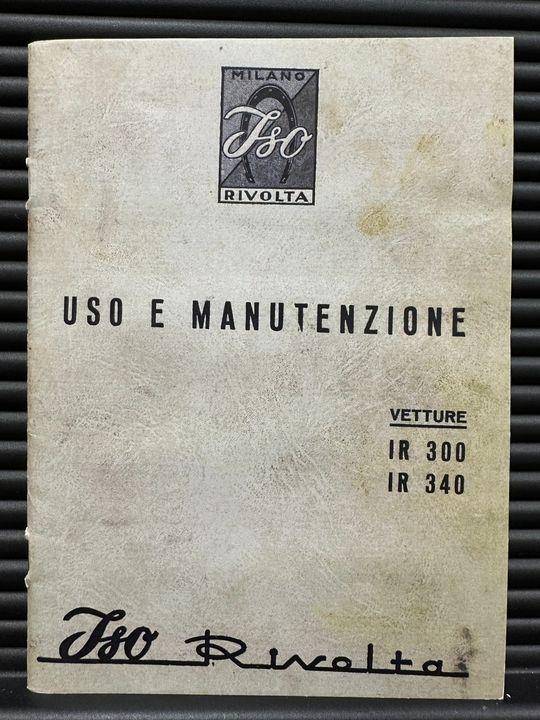 MILANO
Iso
RIVOLTA
USO E MANUTENZIONE
VETTURE
IR 300
IR 340
Iso Rivolta